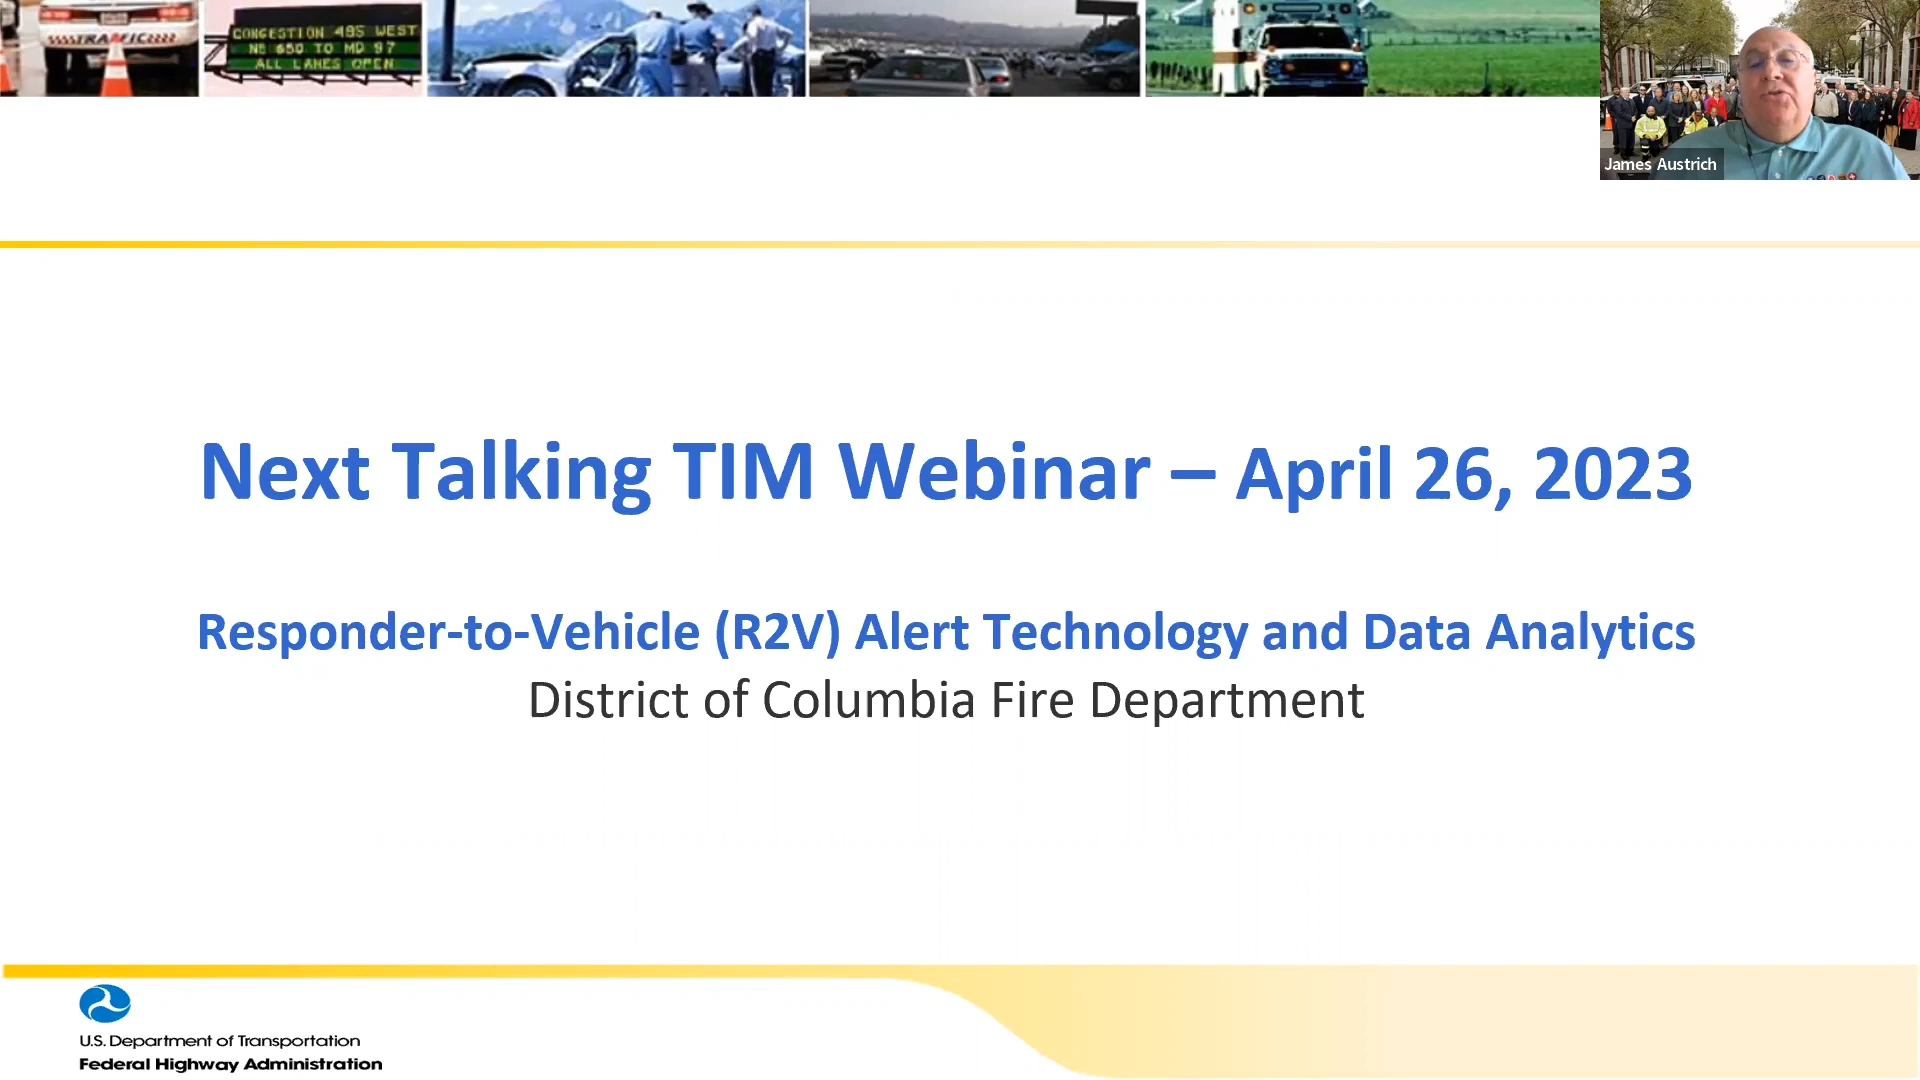 TRAFFIC
CONGESTION 495 WEST
NE 650 TO MD 97
ALL LANES OPEN
James Austrich
Next Talking TIM Webinar – April 26, 2023
Responder-to-Vehicle (R2V) Alert Technology and Data Analytics
District of Columbia Fire Department
U.S. Department of Transportation
Federal Highway Administration